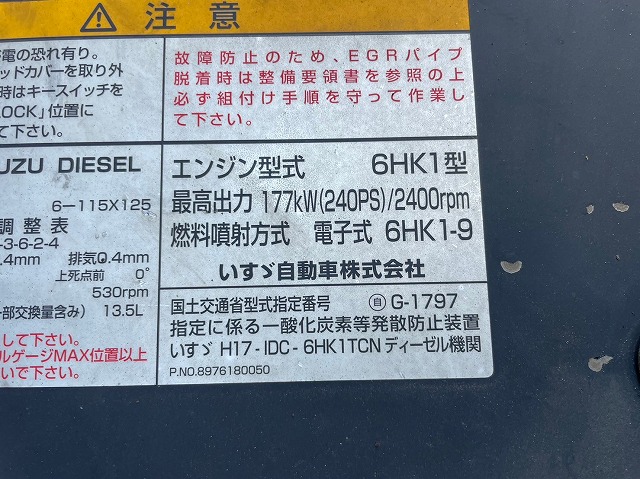 ⚠ 注意
電の恐れ有り。
ッドカバーを取り外
時はキースイッチを
LOCK」位置に
て下さい。
故障防止のため、EGRパイプ
脱着時は整備要領書を参照の上
必ず組付け手順を守って作業し
て下さい。
UZU DIESEL
6-115X125
調整表
-3-6-2-4
.4mm 排気0.4mm
上死点前 0°
530rpm
部交換量含み) 13.5L
して下さい。
ルゲージMAX位置以上
いで下さい。
エンジン型式 6HK1型
最高出力 177kW(240PS)/2400rpm
燃料噴射方式 電子式 6HK1-9
いすゞ自動車株式会社
国土交通省型式指定番号 自 G-1797
指定に係る一酸化炭素等発散防止装置
いすゞ H17-IDC-6HK1TCN ディーゼル機関
P.NO.8976180050